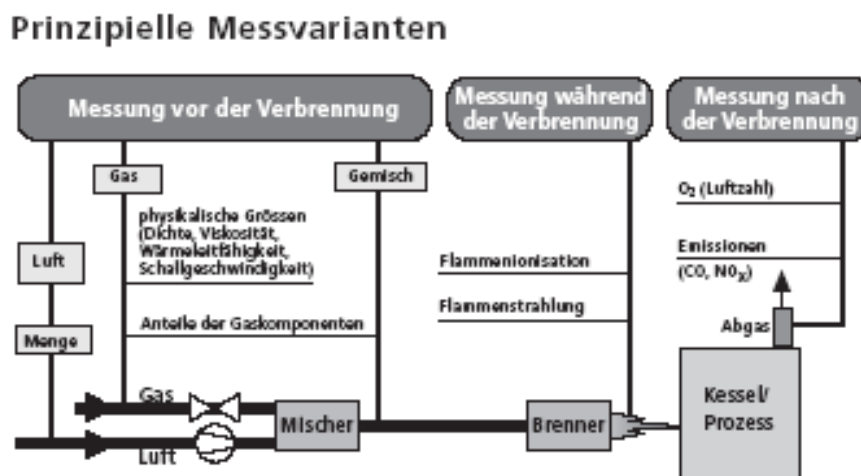 Prinzipielle Messvarianten
Messung vor der Verbrennung
Messung während
der Verbrennung
Messung nach
der Verbrennung
Gas
Gemisch
physikalische Grössen
(Dichte, Viskosität,
Wärmeleitfähigkeit,
Schallgeschwindigkeit)
Luft
Menge
Anteile der Gaskomponenten
Flammenionisation
Flammenstrahlung
O₂ (Luftzahl)
Emissionen
(CO, NOₓ)
Abgas
Gas
Luft
Mischer
Brenner
Kessel/
Prozess